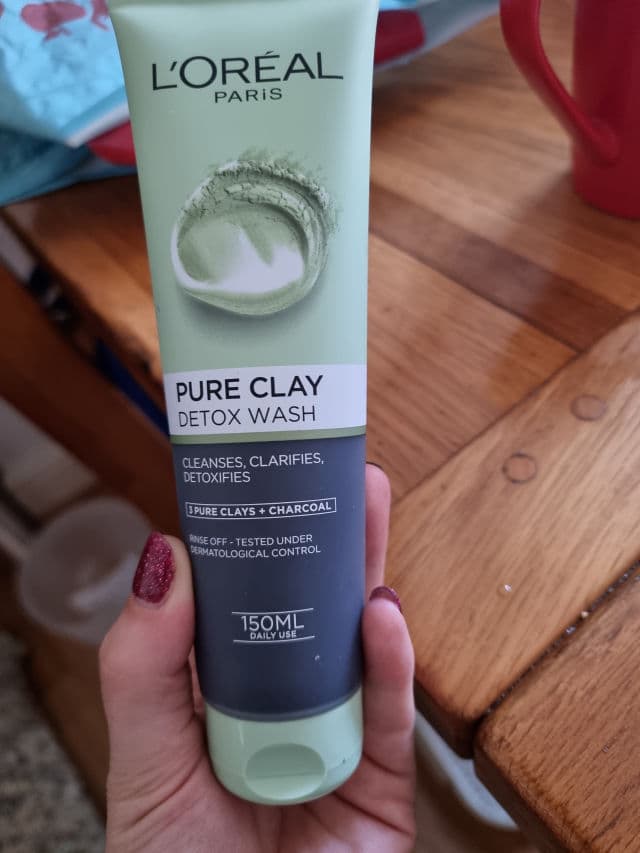 L'ORÉAL
PARiS
PURE CLAY
DETOX WASH
CLEANSES, CLARIFIES,
DETOXIFIES
3 PURE CLAYS + CHARCOAL
RINSE OFF - TESTED UNDER
DERMATOLOGICAL CONTROL
150ML
DAILY USE